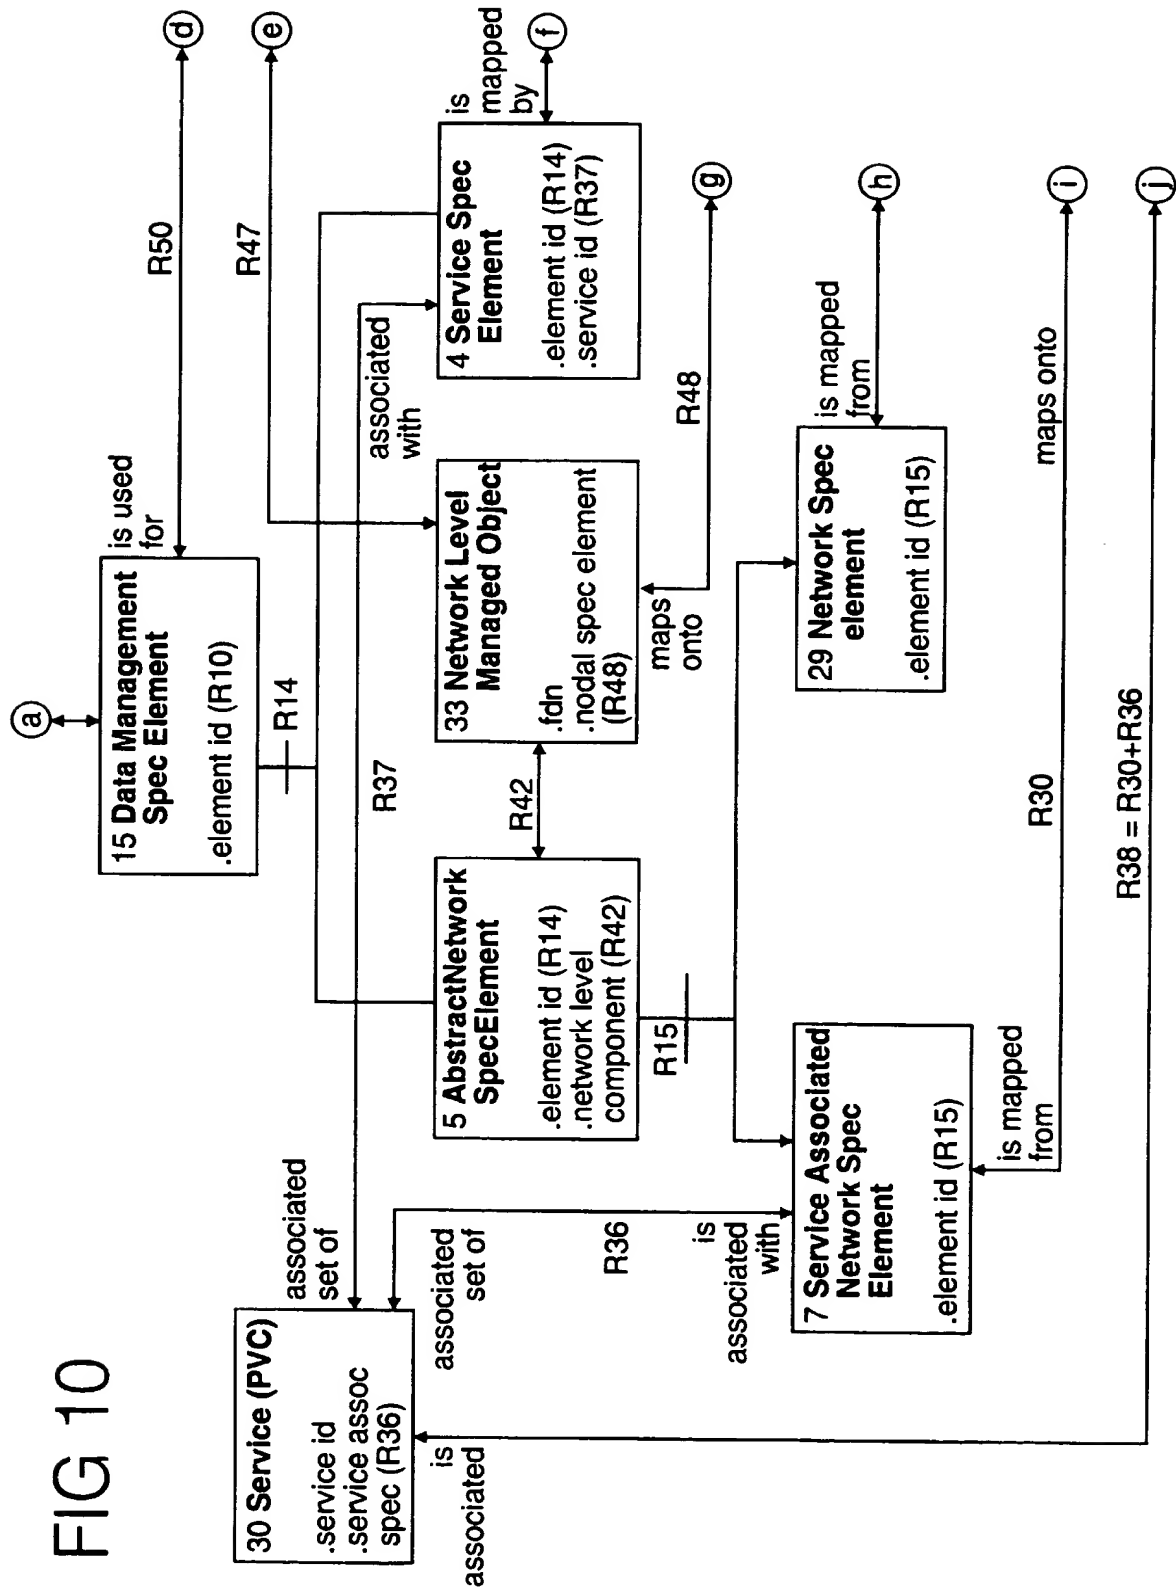 FIG 10
a
d
e
f
g
h
i
j
15 Data Management
Spec Element
.element id (R10)
is used
for
R50
R14
R47
R37
associated
set of
associated
with
30 Service (PVC)
.service id
.service assoc
spec (R36)
is
associated
associated
set of
R36
is
associated
with
5 AbstractNetwork
SpecElement
.element id (R14)
.network level
component (R42)
R42
33 Network Level
Managed Object
.fdn
.nodal spec element
(R48)
maps
onto
R48
4 Service Spec
Element
.element id (R14)
.service id (R37)
is
mapped
by
R15
7 Service Associated
Network Spec
Element
.element id (R15)
is mapped
from
29 Network Spec
element
.element id (R15)
is mapped
from
R30
maps onto
R38 = R30+R36